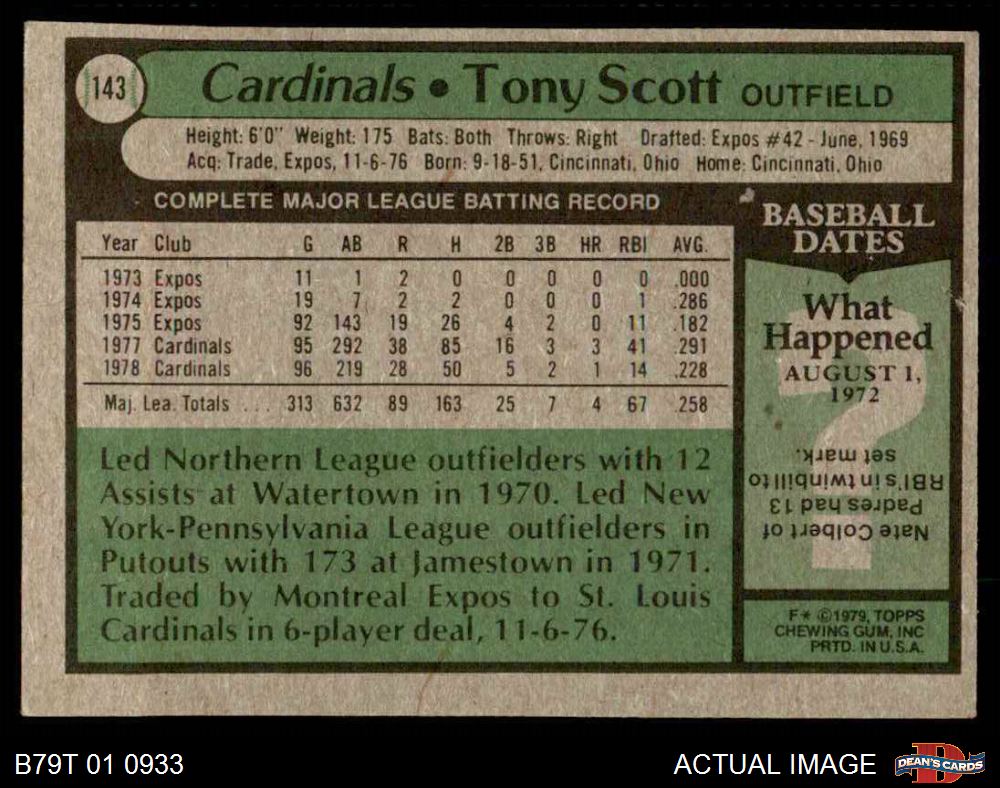 143
Cardinals • Tony Scott OUTFIELD
Height: 6'0" Weight: 175 Bats: Both Throws: Right Drafted: Expos #42 - June, 1969
Acq: Trade, Expos, 11-6-76 Born: 9-18-51, Cincinnati, Ohio Home: Cincinnati, Ohio
COMPLETE MAJOR LEAGUE BATTING RECORD
Year Club G AB R H 2B 3B HR RBI AVG.
1973 Expos 11 1 2 0 0 0 0 0 .000
1974 Expos 19 7 2 2 0 0 0 1 .286
1975 Expos 92 143 19 26 4 2 0 11 .182
1977 Cardinals 95 292 38 85 16 3 3 41 .291
1978 Cardinals 96 219 28 50 5 2 1 14 .228
Maj. Lea. Totals ... 313 632 89 163 25 7 4 67 .258
Led Northern League outfielders with 12
Assists at Watertown in 1970. Led New
York-Pennsylvania League outfielders in
Putouts with 173 at Jamestown in 1971.
Traded by Montreal Expos to St. Louis
Cardinals in 6-player deal, 11-6-76.
BASEBALL
DATES
What
Happened
AUGUST 1,
1972
?
Nate Colbert of
Padres had 13
RBI's in twinbill to
set mark.
F* ©1979, TOPPS
CHEWING GUM, INC
PRTD. IN U.S.A.
B79T 01 0933
ACTUAL IMAGE
D
DEAN'S CARDS